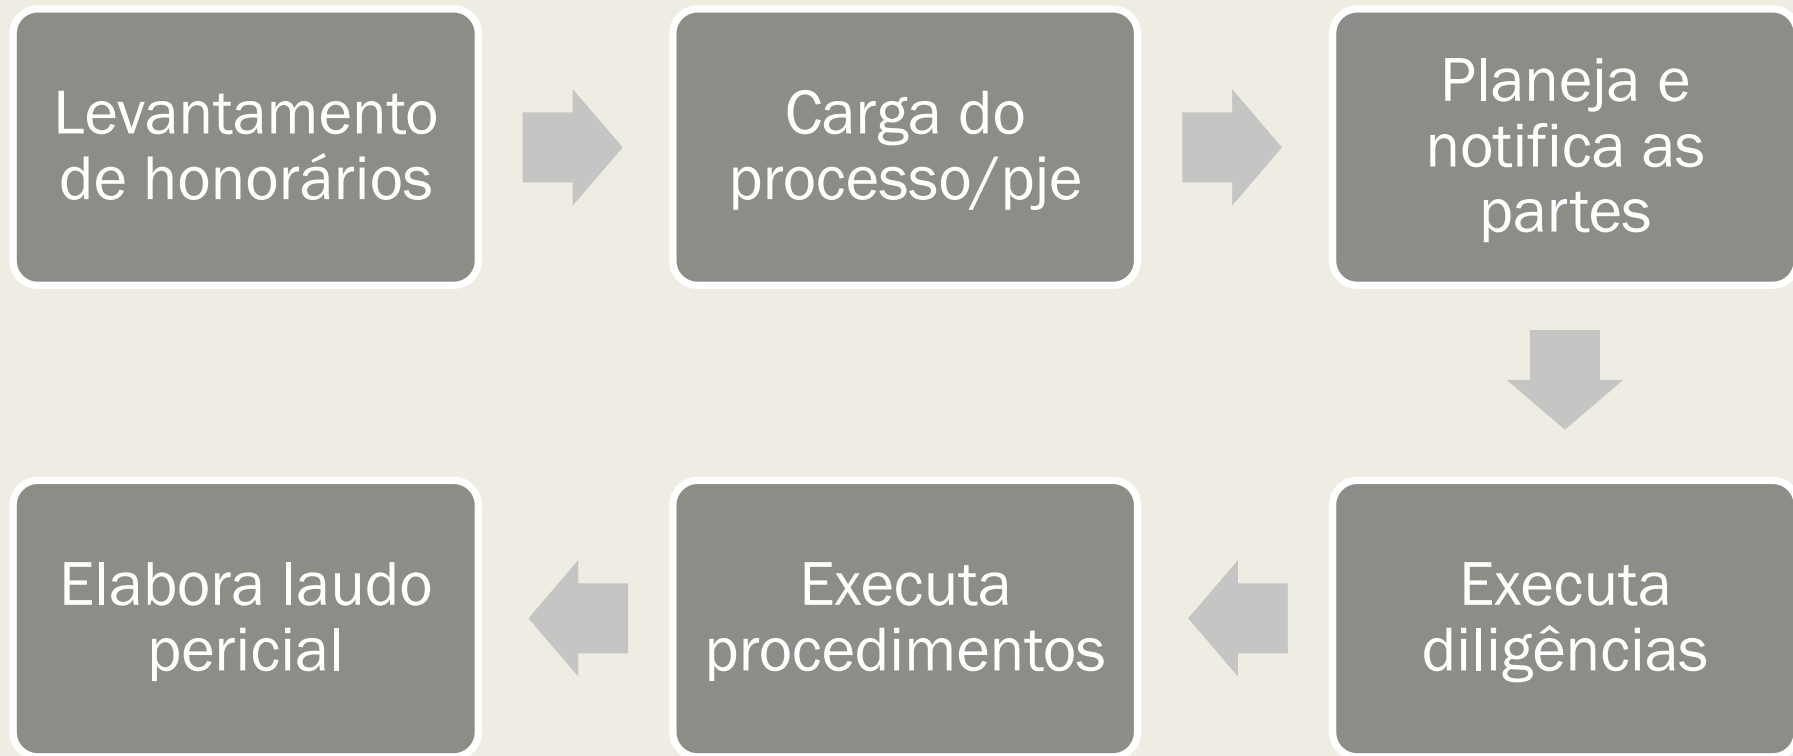 Levantamento
de honorários
Carga do
processo/pje
Planeja e
notifica as
partes
Executa
diligências
Executa
procedimentos
Elabora laudo
pericial